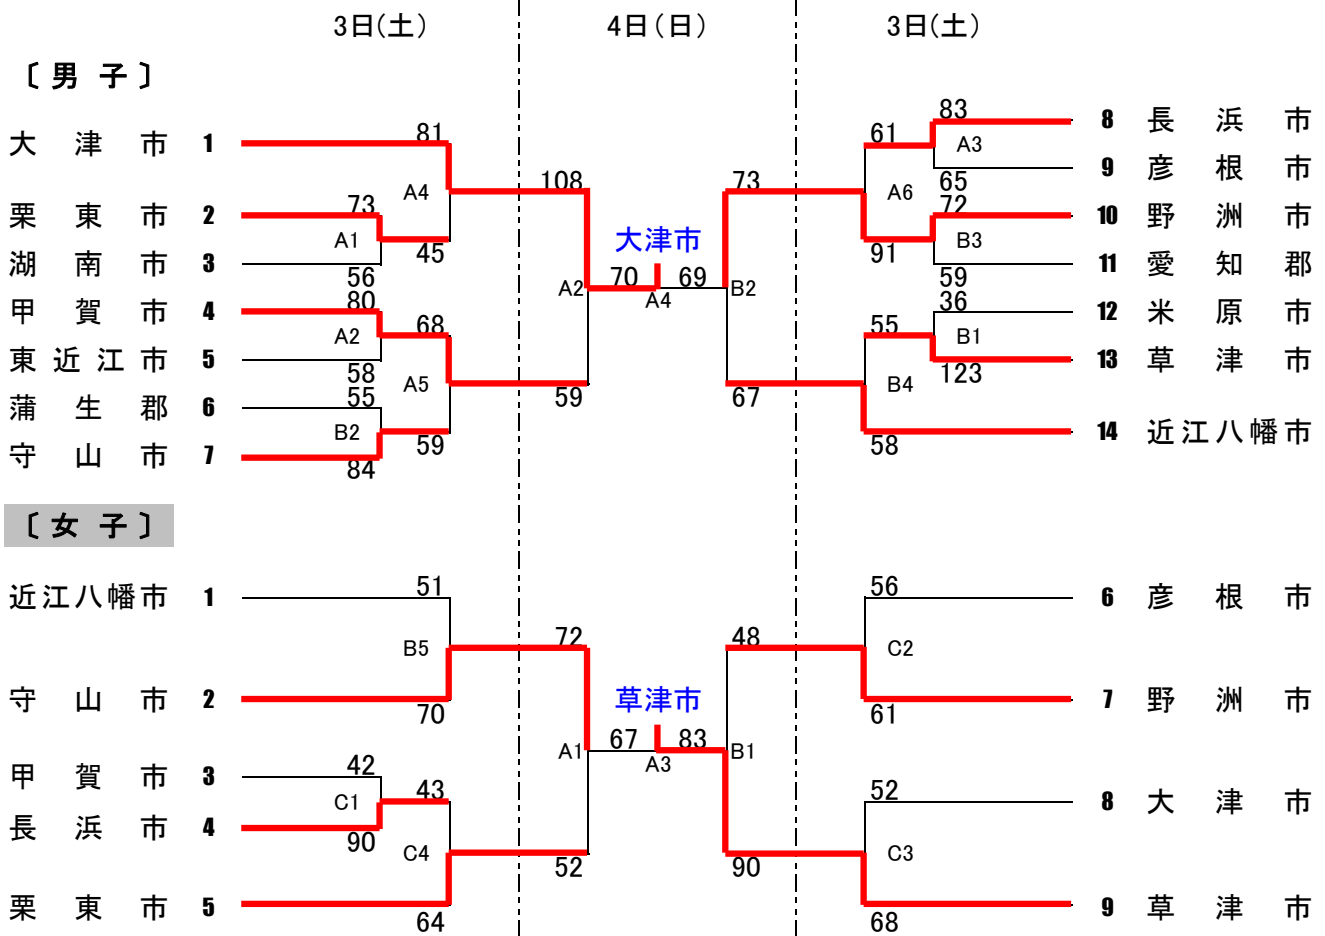 3日(土) 4日(日) 3日(土)
〔男子〕
83
大津市 1 81 61 8 長浜市
A3
9 彦根市
A4 108 73 A6 65
栗東市 2 73 72 10 野洲市
A1 大津市 B3
湖南市 3 45 91 11 愛知郡
56 70 69 59
80 A2 A4 B2 36
甲賀市 4 68 55 12 米原市
A2 B1
東近江市 5 13 草津市
58 A5 B4 123
55 59 67
蒲生郡 6
B2 59 58 14 近江八幡市
守山市 7
84
〔女子〕
近江八幡市 1 51 56 6 彦根市
B5 72 48 C2
守山市 2 草津市 7 野洲市
70 61
67 83
A1 A3 B1
甲賀市 3 42
C1 43 52 8 大津市
長浜市 4
90 C4 C3
52 90
栗東市 5 9 草津市
64 68